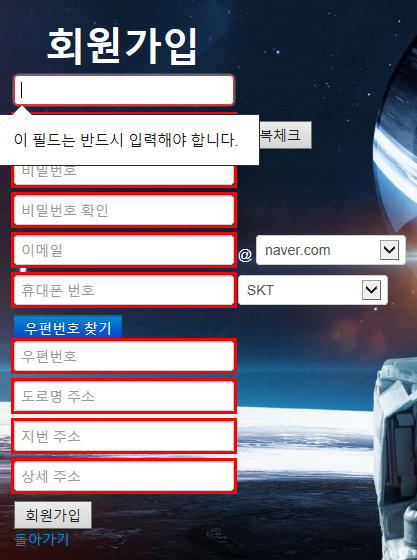 회원가입
이 필드는 반드시 입력해야 합니다.
복체크
비밀번호
비밀번호 확인
이메일
@ naver.com
휴대폰 번호
SKT
우편번호 찾기
우편번호
도로명 주소
지번 주소
상세 주소
회원가입
돌아가기